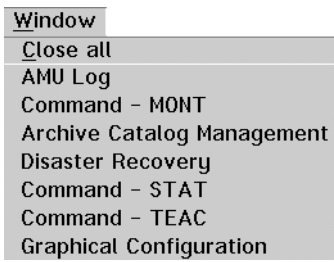 Window
Close all
AMU Log
Command - MONT
Archive Catalog Management
Disaster Recovery
Command - STAT
Command - TEAC
Graphical Configuration